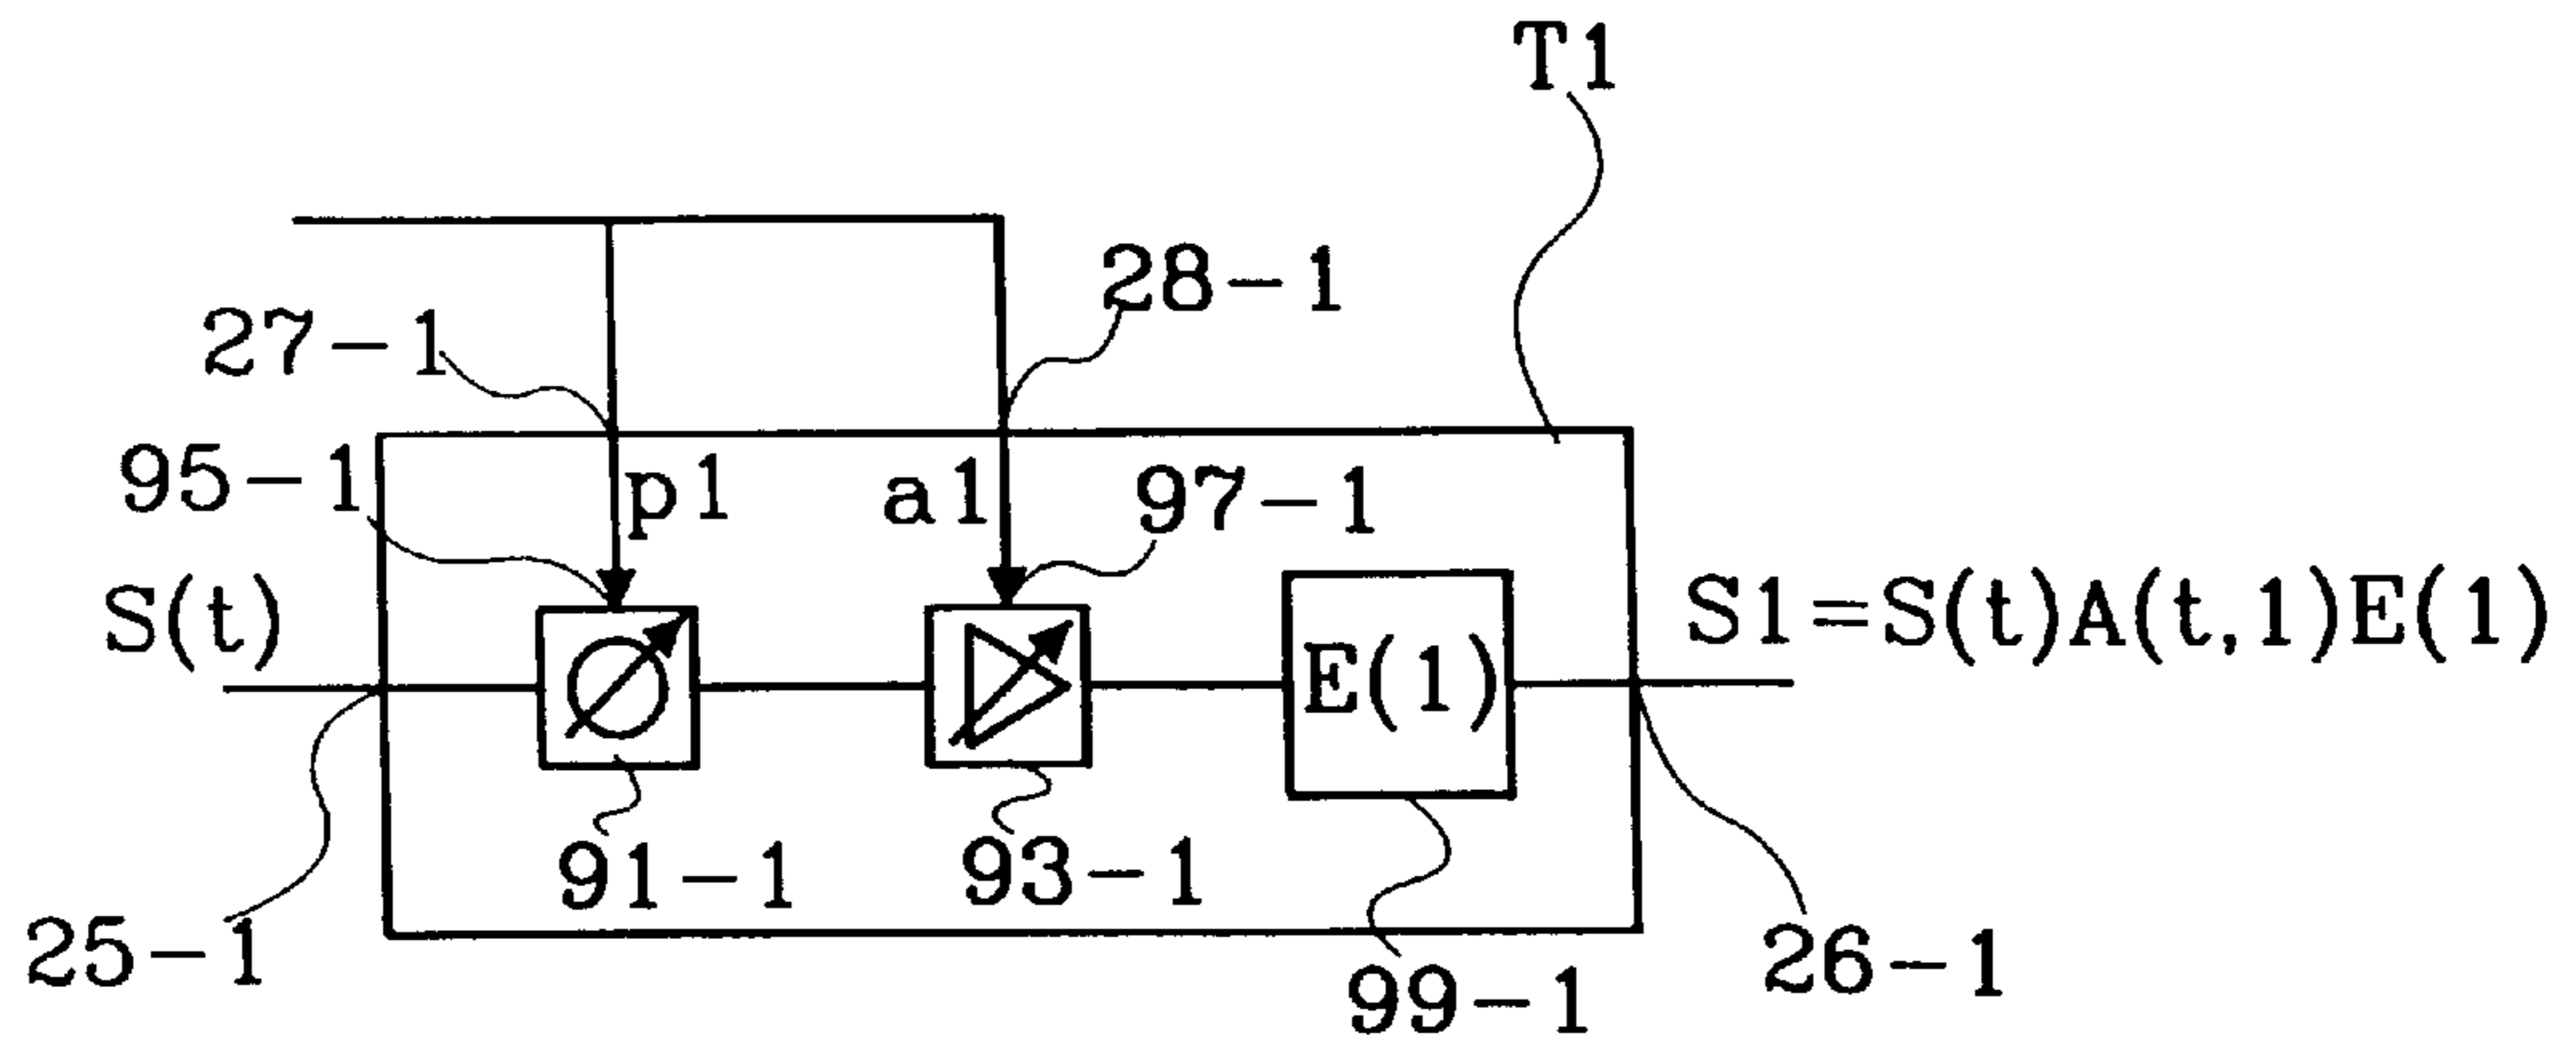 T1
28-1
27-1
95-1
p1
a1
97-1
S(t)
E(1)
S1=S(t)A(t,1)E(1)
91-1
93-1
25-1
99-1
26-1